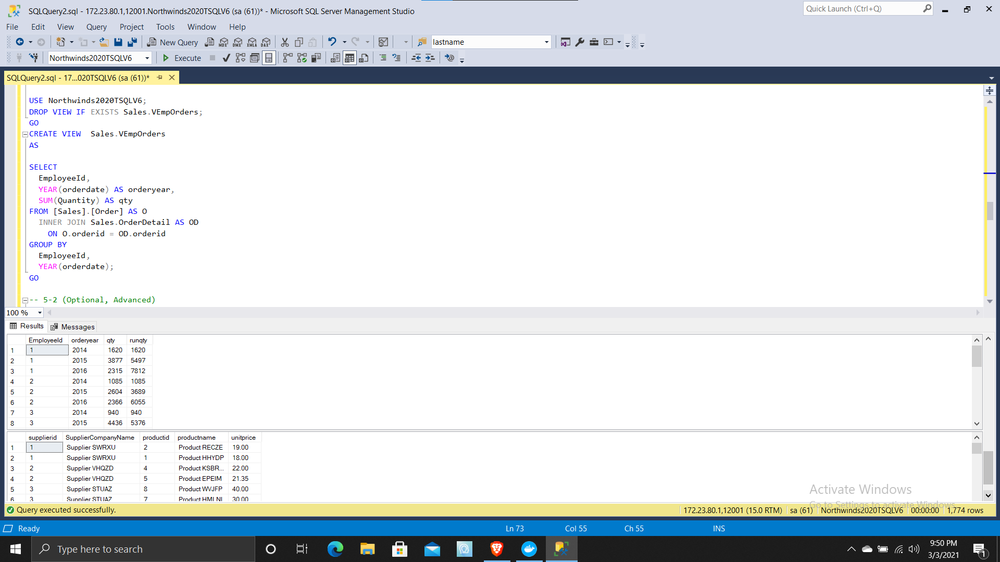 SQLQuery2.sql - 172.23.80.1,12001.Northwinds2020TSQLV6 (sa (61))* - Microsoft SQL Server Management Studio
Quick Launch (Ctrl+Q)
File Edit View Query Project Tools Window Help
New Query MDX DMX XMLA DAX lastname
Northwinds2020TSQLV6 Execute
SQLQuery2.sql - 17...020TSQLV6 (sa (61))*
USE Northwinds2020TSQLV6;
DROP VIEW IF EXISTS Sales.VEmpOrders;
GO
CREATE VIEW  Sales.VEmpOrders
AS
SELECT
EmployeeId,
YEAR(orderdate) AS orderyear,
SUM(Quantity) AS qty
FROM [Sales].[Order] AS O
INNER JOIN Sales.OrderDetail AS OD
ON O.orderid = OD.orderid
GROUP BY
EmployeeId,
YEAR(orderdate);
GO
-- 5-2 (Optional, Advanced)
100 %
Results Messages
EmployeeId orderyear qty runqty
1 1 2014 1620 1620
2 1 2015 3877 5497
3 1 2016 2315 7812
4 2 2014 1085 1085
5 2 2015 2604 3689
6 2 2016 2366 6055
7 3 2014 940 940
8 3 2015 4436 5376
supplierid SupplierCompanyName productid productname unitprice
1 1 Supplier SWRXU 2 Product RECZE 19.00
2 1 Supplier SWRXU 1 Product HHYDP 18.00
3 2 Supplier VHQZD 4 Product KSBR... 22.00
4 2 Supplier VHQZD 5 Product EPEIM 21.35
5 3 Supplier STUAZ 8 Product WVJFP 40.00
6 3 Supplier STUAZ 7 Product HMLNI 30.00
Activate Windows
Go to Settings to activate Windows.
Query executed successfully. 172.23.80.1,12001 (15.0 RTM) sa (61) Northwinds2020TSQLV6 00:00:00 1,774 rows
Ready Ln 73 Col 55 Ch 55 INS
Type here to search
9:50 PM
3/3/2021
1